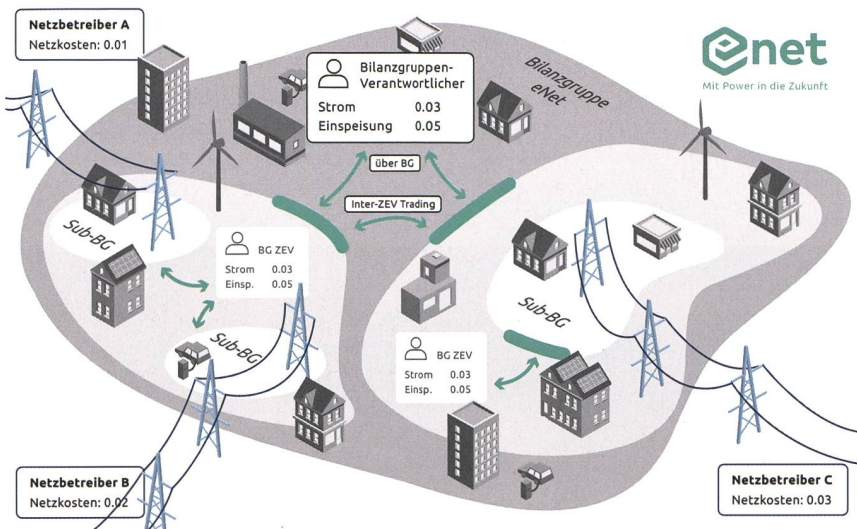 Netzbetreiber A
Netzkosten: 0.01
enet
Mit Power in die Zukunft
Bilanzgruppe
eNet
Bilanzgruppen-
Verantwortlicher
Strom 0.03
Einspeisung 0.05
über BG
Inter-ZEV Trading
Sub-BG
BG ZEV
Strom 0.03
Einsp. 0.05
Sub-BG
Sub-BG
BG ZEV
Strom 0.03
Einsp. 0.05
Netzbetreiber B
Netzkosten: 0.02
Netzbetreiber C
Netzkosten: 0.03